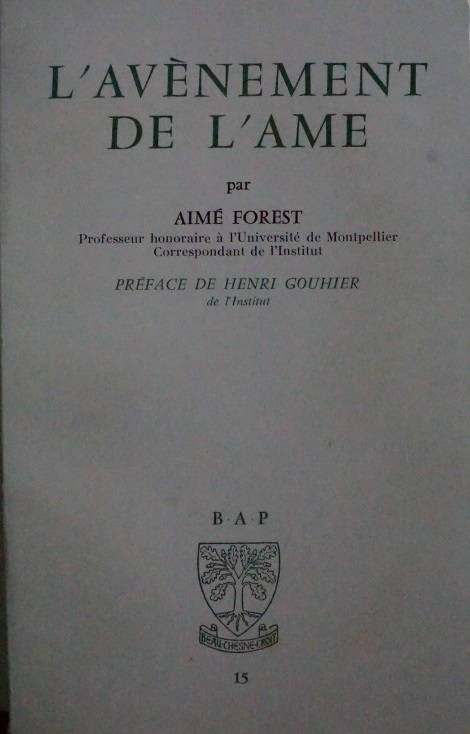 L'AVÈNEMENT
DE L'AME
par
AIMÉ FOREST
Professeur honoraire à l'Université de Montpellier
Correspondant de l'Institut
PRÉFACE DE HENRI GOUHIER
de l'Institut
B · A · P
BEAU·CHESNE·CROIT
15